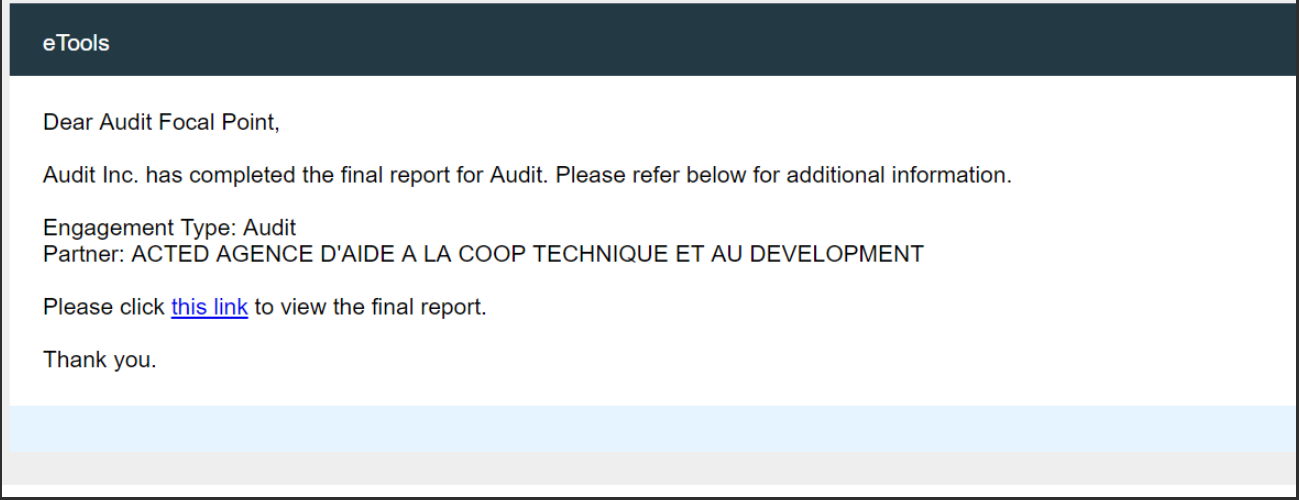 eTools
Dear Audit Focal Point,
Audit Inc. has completed the final report for Audit. Please refer below for additional information.
Engagement Type: Audit
Partner: ACTED AGENCE D'AIDE A LA COOP TECHNIQUE ET AU DEVELOPMENT
Please click this link to view the final report.
Thank you.